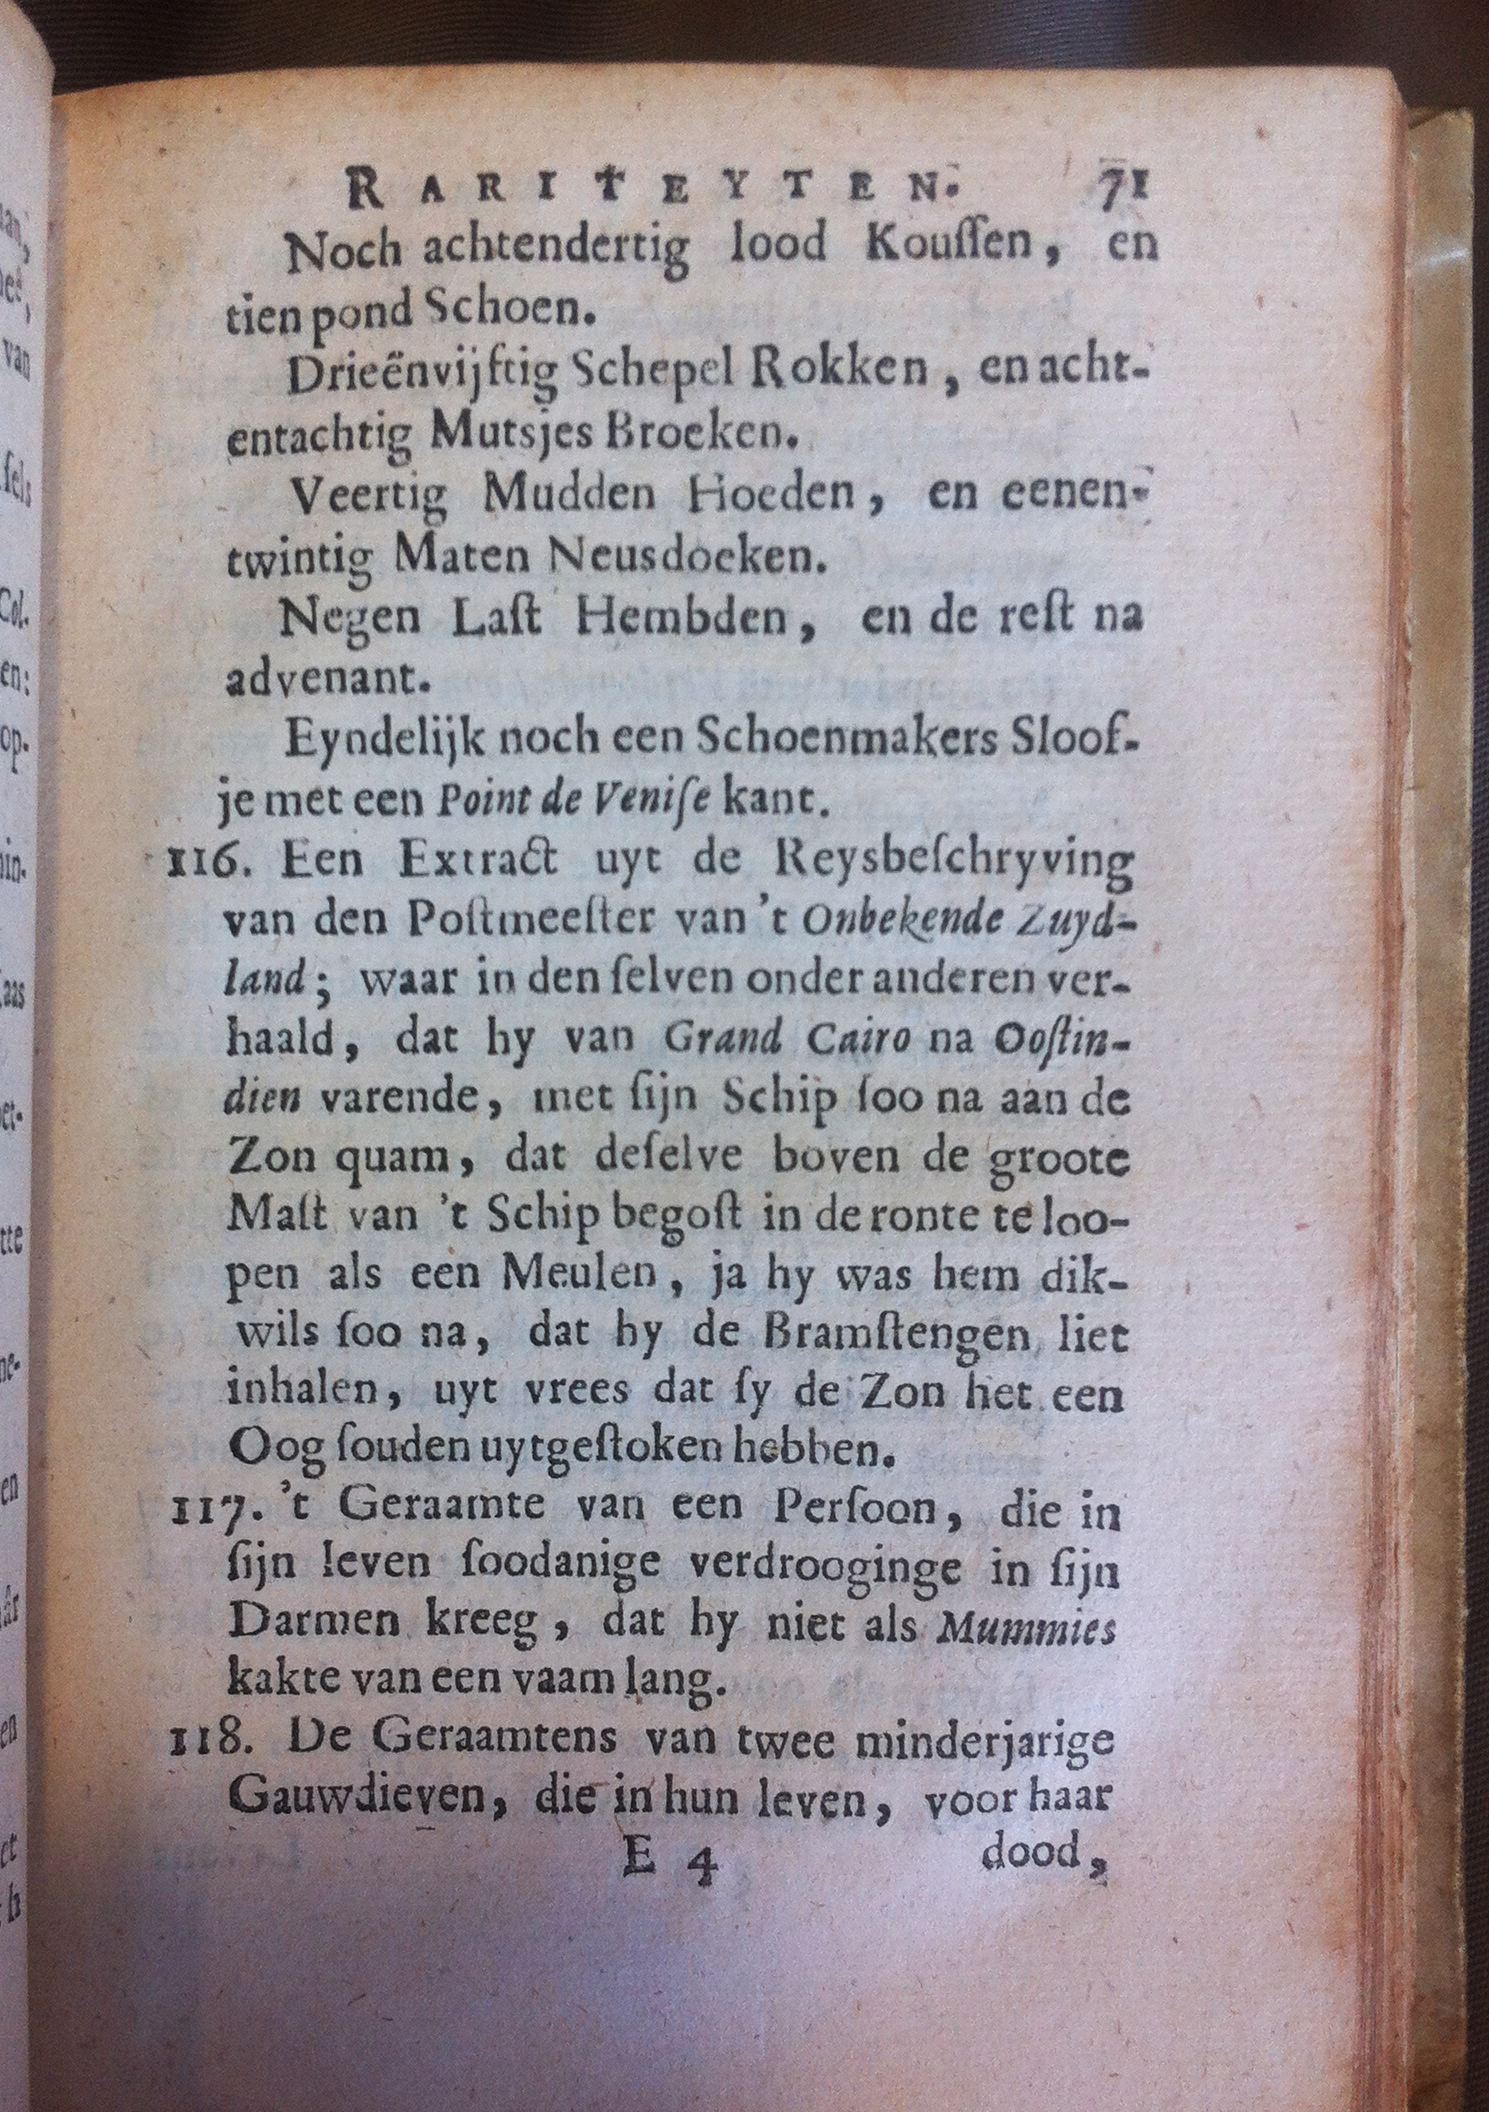 RARITEYTEN. 71
Noch achtendertig lood Kouſſen, en
tien pond Schoen.
Drieënvijftig Schepel Rokken, en acht-
entachtig Mutsjes Broeken.
Veertig Mudden Hoeden, en eenen-
twintig Maten Neusdoeken.
Negen Laſt Hembden, en de reſt na
advenant.
Eyndelijk noch een Schoenmakers Sloof-
je met een Point de Veniſe kant.
116. Een Extract uyt de Reysbeſchryving
van den Poſtmeeſter van 't Onbekende Zuyd-
land; waar in den ſelven onder anderen ver-
haald, dat hy van Grand Cairo na Ooſtin-
dien varende, met ſijn Schip ſoo na aan de
Zon quam, dat deſelve boven de groote
Maſt van 't Schip begoſt in de ronte te loo-
pen als een Meulen, ja hy was hem dik-
wils ſoo na, dat hy de Bramſtengen liet
inhalen, uyt vrees dat ſy de Zon het een
Oog ſouden uytgeſtoken hebben.
117. 't Geraamte van een Perſoon, die in
ſijn leven ſoodanige verdrooginge in ſijn
Darmen kreeg, dat hy niet als Mummies
kakte van een vaam lang.
118. De Geraamtens van twee minderjarige
Gauwdieven, die in hun leven, voor haar
E 4 dood,